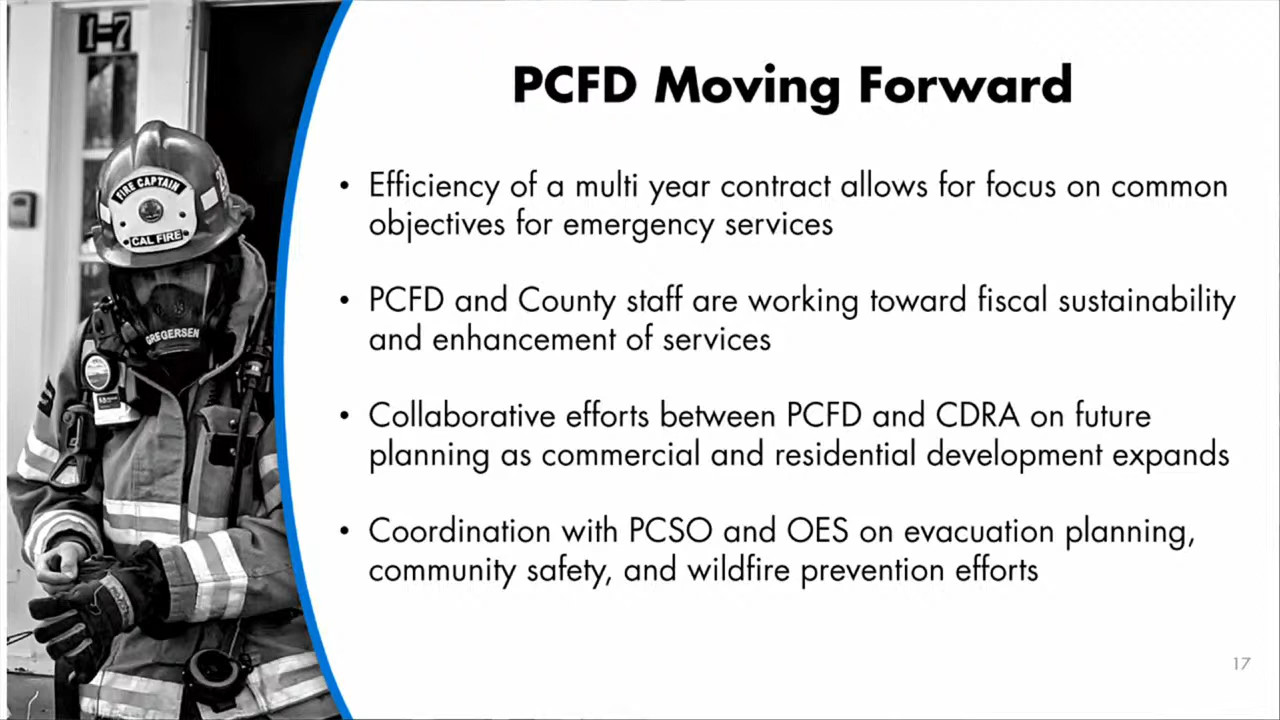 1-7
FIRE CAPTAIN
CAL FIRE
GREGERSEN
PCFD Moving Forward
• Efficiency of a multi year contract allows for focus on common
objectives for emergency services
• PCFD and County staff are working toward fiscal sustainability
and enhancement of services
• Collaborative efforts between PCFD and CDRA on future
planning as commercial and residential development expands
• Coordination with PCSO and OES on evacuation planning,
community safety, and wildfire prevention efforts
17